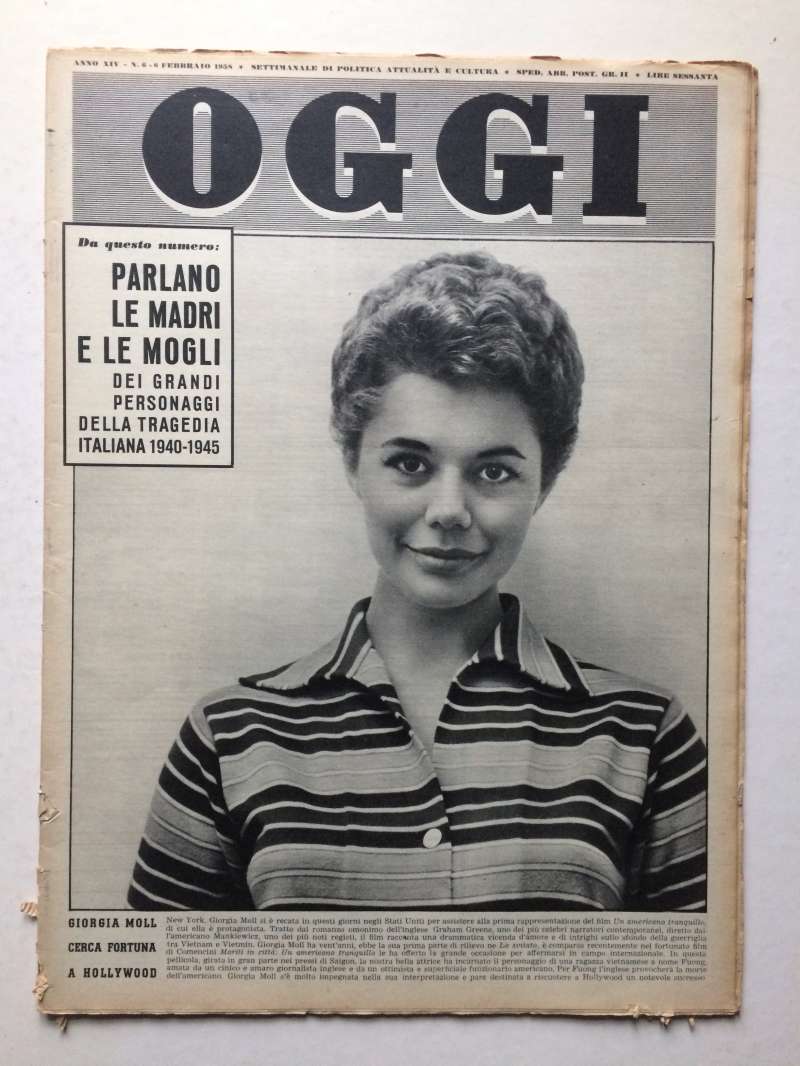 ANNO XIV - N. 6 - 6 FEBBRAIO 1958 * SETTIMANALE DI POLITICA ATTUALITÀ E CULTURA * SPED. ABB. POST. GR. II * LIRE SESSANTA
OGGI
Da questo numero:
PARLANO
LE MADRI
E LE MOGLI
DEI GRANDI
PERSONAGGI
DELLA TRAGEDIA
ITALIANA 1940-1945
GIORGIA MOLL
CERCA FORTUNA
A HOLLYWOOD
New York. Giorgia Moll si è recata in questi giorni negli Stati Uniti per assistere alla prima rappresentazione del film Un americano tranquillo,
di cui ella è protagonista. Tratto dal romanzo omonimo dell'inglese Graham Greene, uno dei più celebri narratori contemporanei, diretto dal
l'americano Mankiewicz, uno dei più noti registi, il film racconta una drammatica vicenda d'amore e di intrighi sullo sfondo della guerriglia
tra Vietnam e Vietmin. Giorgia Moll ha vent'anni, ebbe la sua prima parte di rilievo ne Lo svitato, è comparsa recentemente nel fortunato film
di Comencini Mariti in città: Un americano tranquillo le ha offerto la grande occasione per affermarsi in campo internazionale. In questa
pellicola, girata in gran parte nei pressi di Saigon, la nostra bella attrice ha incarnato il personaggio di una ragazza vietnamese a nome Fuong,
amata da un cinico e amaro giornalista inglese e da un ottimista e superficiale funzionario americano. Per Fuong l'inglese provocherà la morte
dell'americano. Giorgia Moll s'è molto impegnata nella sua interpretazione e pare destinata a riscuotere a Hollywood un notevole successo